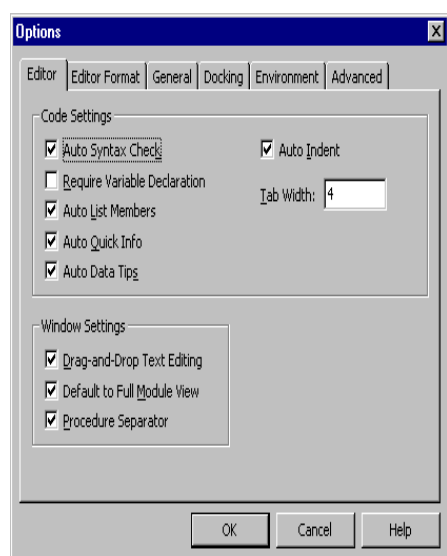 Options
Editor Editor Format General Docking Environment Advanced
Code Settings
Auto Syntax Check Auto Indent
Require Variable Declaration Tab Width: 4
Auto List Members
Auto Quick Info
Auto Data Tips
Window Settings
Drag-and-Drop Text Editing
Default to Full Module View
Procedure Separator
OK Cancel Help